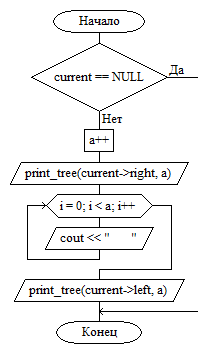 Начало
current == NULL
Да
Нет
a++
print_tree(current->right, a)
i = 0; i < a; i++
cout << "      "
print_tree(current->left, a)
Конец